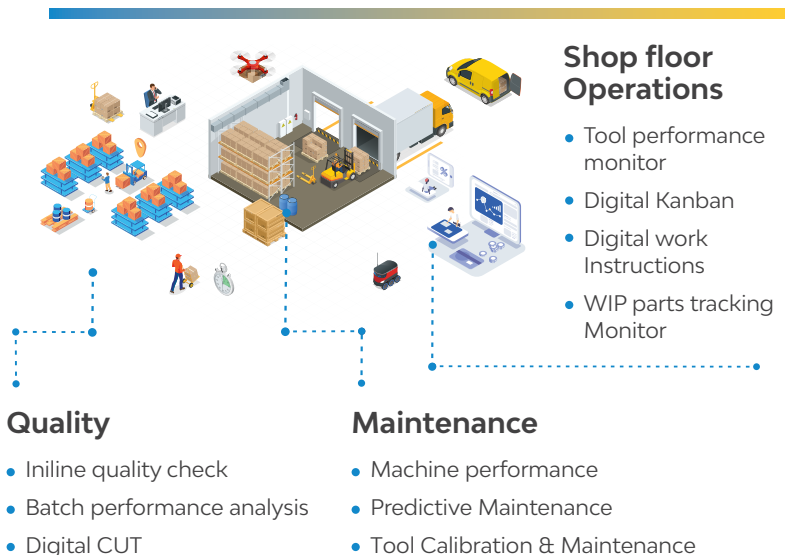 Shop floor
Operations
• Tool performance
monitor
• Digital Kanban
• Digital work
Instructions
• WIP parts tracking
Monitor
Quality
• Iniline quality check
• Batch performance analysis
• Digital CUT
Maintenance
• Machine performance
• Predictive Maintenance
• Tool Calibration & Maintenance